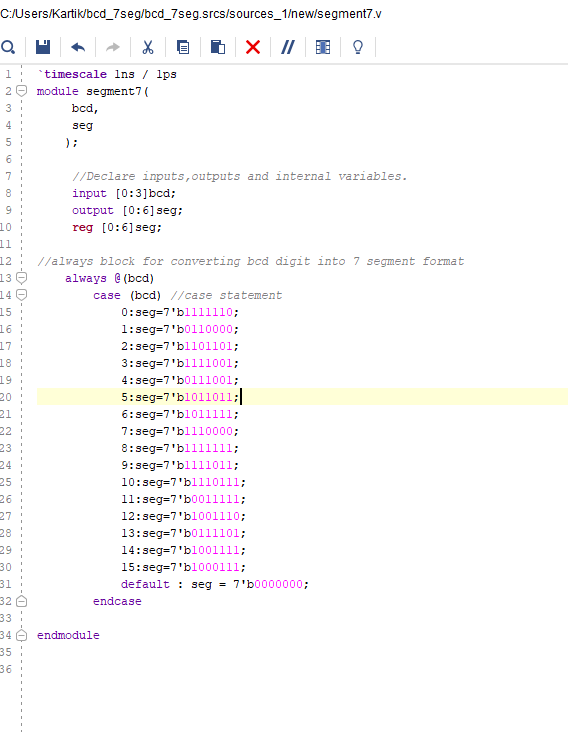 C:/Users/Kartik/bcd_7seg/bcd_7seg.srcs/sources_1/new/segment7.v
1 `timescale 1ns / 1ps
2 module segment7(
3 bcd,
4 seg
5 );
6
7 //Declare inputs,outputs and internal variables.
8 input [0:3]bcd;
9 output [0:6]seg;
10 reg [0:6]seg;
11
12 //always block for converting bcd digit into 7 segment format
13 always @(bcd)
14 case (bcd) //case statement
15 0:seg=7'b1111110;
16 1:seg=7'b0110000;
17 2:seg=7'b1101101;
18 3:seg=7'b1111001;
19 4:seg=7'b0111001;
20 5:seg=7'b1011011;
21 6:seg=7'b1011111;
22 7:seg=7'b1110000;
23 8:seg=7'b1111111;
24 9:seg=7'b1111011;
25 10:seg=7'b1110111;
26 11:seg=7'b0011111;
27 12:seg=7'b1001110;
28 13:seg=7'b0111101;
29 14:seg=7'b1001111;
30 15:seg=7'b1000111;
31 default : seg = 7'b0000000;
32 endcase
33
34 endmodule
35
36